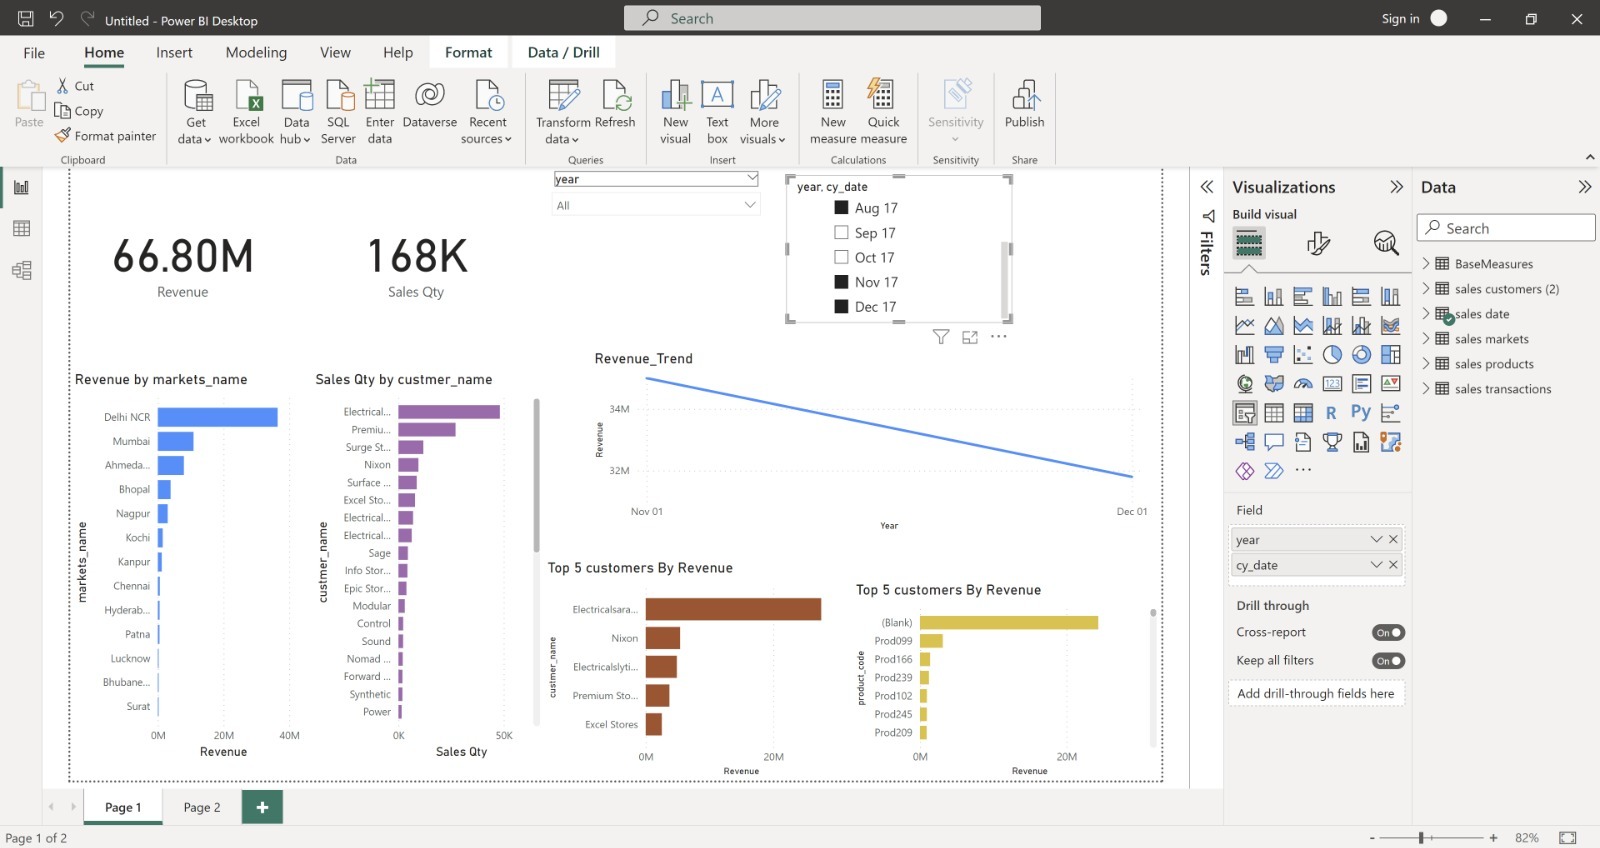 Untitled - Power BI Desktop
Search
Sign in
File Home Insert Modeling View Help Format Data / Drill
Paste
Cut
Copy
Format painter
Clipboard
Get data
Excel workbook
Data hub
SQL Server
Enter data
Dataverse
Recent sources
Data
Transform data
Refresh
Queries
New visual
Text box
More visuals
Insert
New measure
Quick measure
Calculations
Sensitivity
Sensitivity
Publish
Share
66.80M
Revenue
168K
Sales Qty
year
All
year, cy_date
Aug 17
Sep 17
Oct 17
Nov 17
Dec 17
Revenue by markets_name
markets_name
Delhi NCR
Mumbai
Ahmeda...
Bhopal
Nagpur
Kochi
Kanpur
Chennai
Hyderab...
Patna
Lucknow
Bhubane...
Surat
0M 20M 40M
Revenue
Sales Qty by custmer_name
custmer_name
Electrical...
Premiu...
Surge St...
Nixon
Surface ...
Excel Sto...
Electrical...
Electrical...
Sage
Info Stor...
Epic Stor...
Modular
Control
Sound
Nomad ...
Forward ...
Synthetic
Power
0K 50K
Sales Qty
Revenue_Trend
Revenue
34M
32M
Nov 01 Dec 01
Year
Top 5 customers By Revenue
custmer_name
Electricalsara...
Nixon
Electricalslyti...
Premium Sto...
Excel Stores
0M 20M
Revenue
Top 5 customers By Revenue
product_code
(Blank)
Prod099
Prod166
Prod239
Prod102
Prod245
Prod209
0M 20M
Revenue
Filters
Visualizations
Build visual
123
R
Py
Field
year
cy_date
Drill through
Cross-report
On
Keep all filters
On
Add drill-through fields here
Data
Search
BaseMeasures
sales customers (2)
sales date
sales markets
sales products
sales transactions
Page 1
Page 2
Page 1 of 2
82%